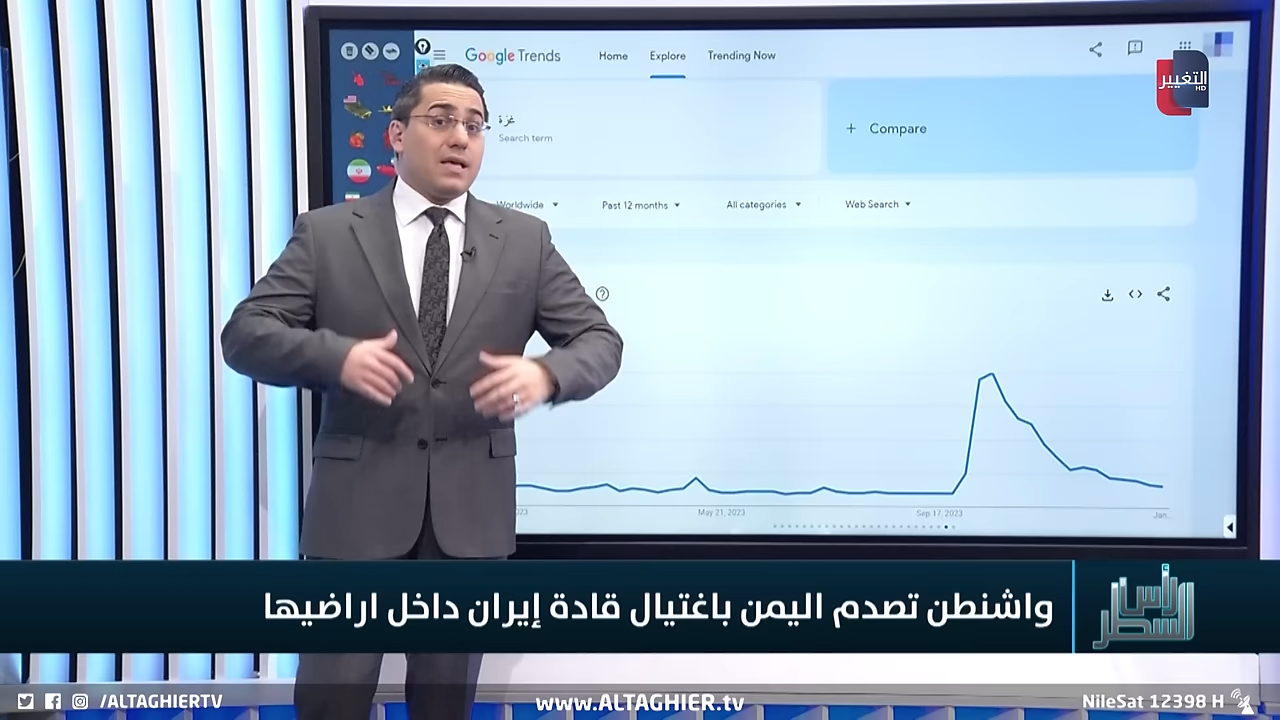 Google Trends
Home
Explore
Trending Now
التغيير
HD
غزة
Search term
+ Compare
Worldwide
Past 12 months
All categories
Web Search
023
May 21, 2023
Sep 17, 2023
Jan...
واشنطن تصدم اليمن باغتيال قادة إيران داخل اراضيها
رأس
السطر
/ALTAGHIERTV
www.ALTAGHIER.tv
NileSat 12398 H